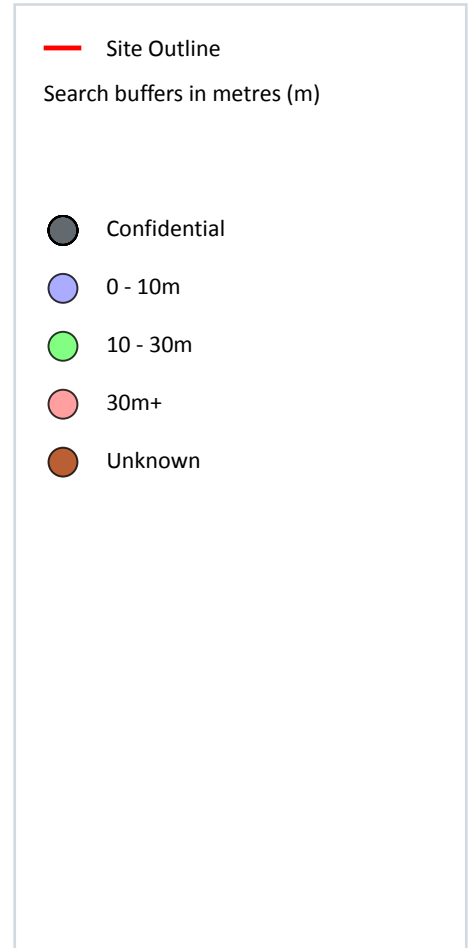 Site Outline
Search buffers in metres (m)
Confidential
0 - 10m
10 - 30m
30m+
Unknown